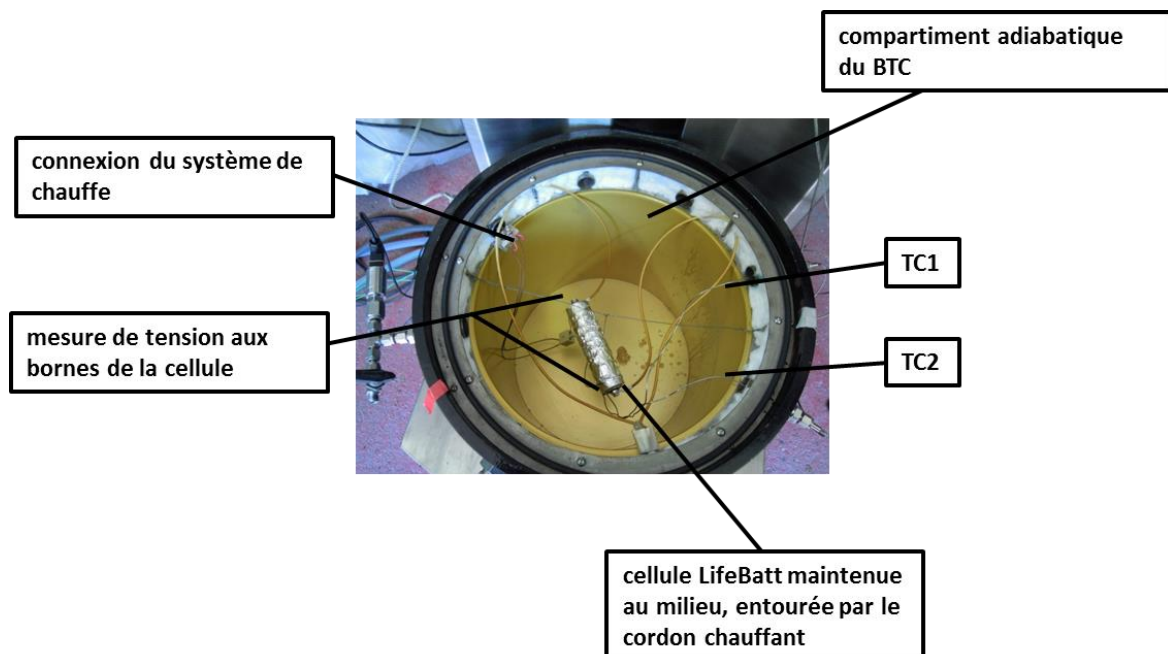 compartiment adiabatique
du BTC
connexion du système de
chauffe
TC1
mesure de tension aux
bornes de la cellule
TC2
cellule LifeBatt maintenue
au milieu, entourée par le
cordon chauffant